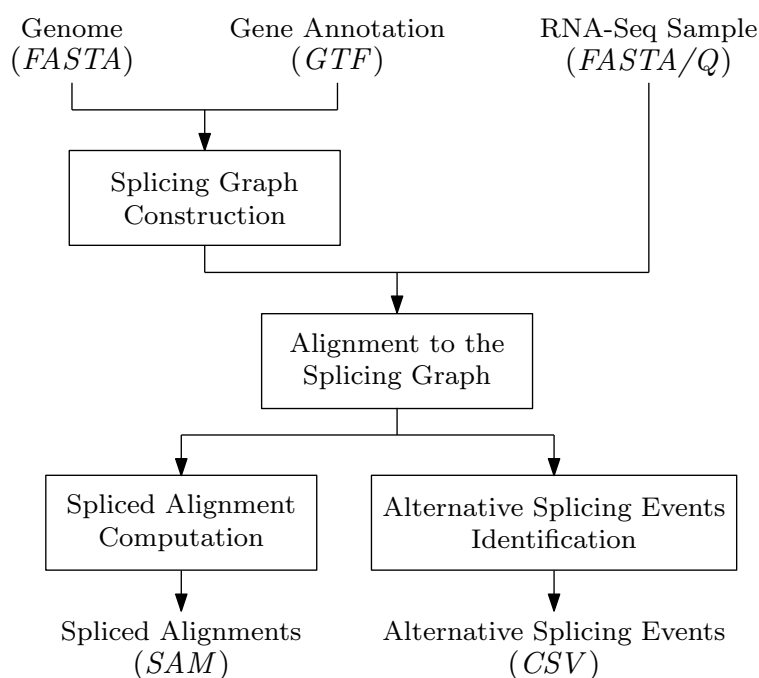 Genome
(FASTA)
Gene Annotation
(GTF)
RNA-Seq Sample
(FASTA/Q)
Splicing Graph
Construction
Alignment to the
Splicing Graph
Spliced Alignment
Computation
Alternative Splicing Events
Identification
Spliced Alignments
(SAM)
Alternative Splicing Events
(CSV)